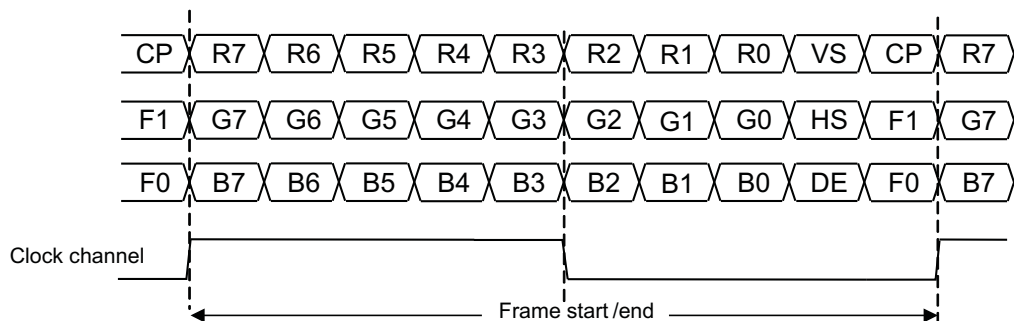 CP R7 R6 R5 R4 R3 R2 R1 R0 VS CP R7
F1 G7 G6 G5 G4 G3 G2 G1 G0 HS F1 G7
F0 B7 B6 B5 B4 B3 B2 B1 B0 DE F0 B7
Clock channel
Frame start /end